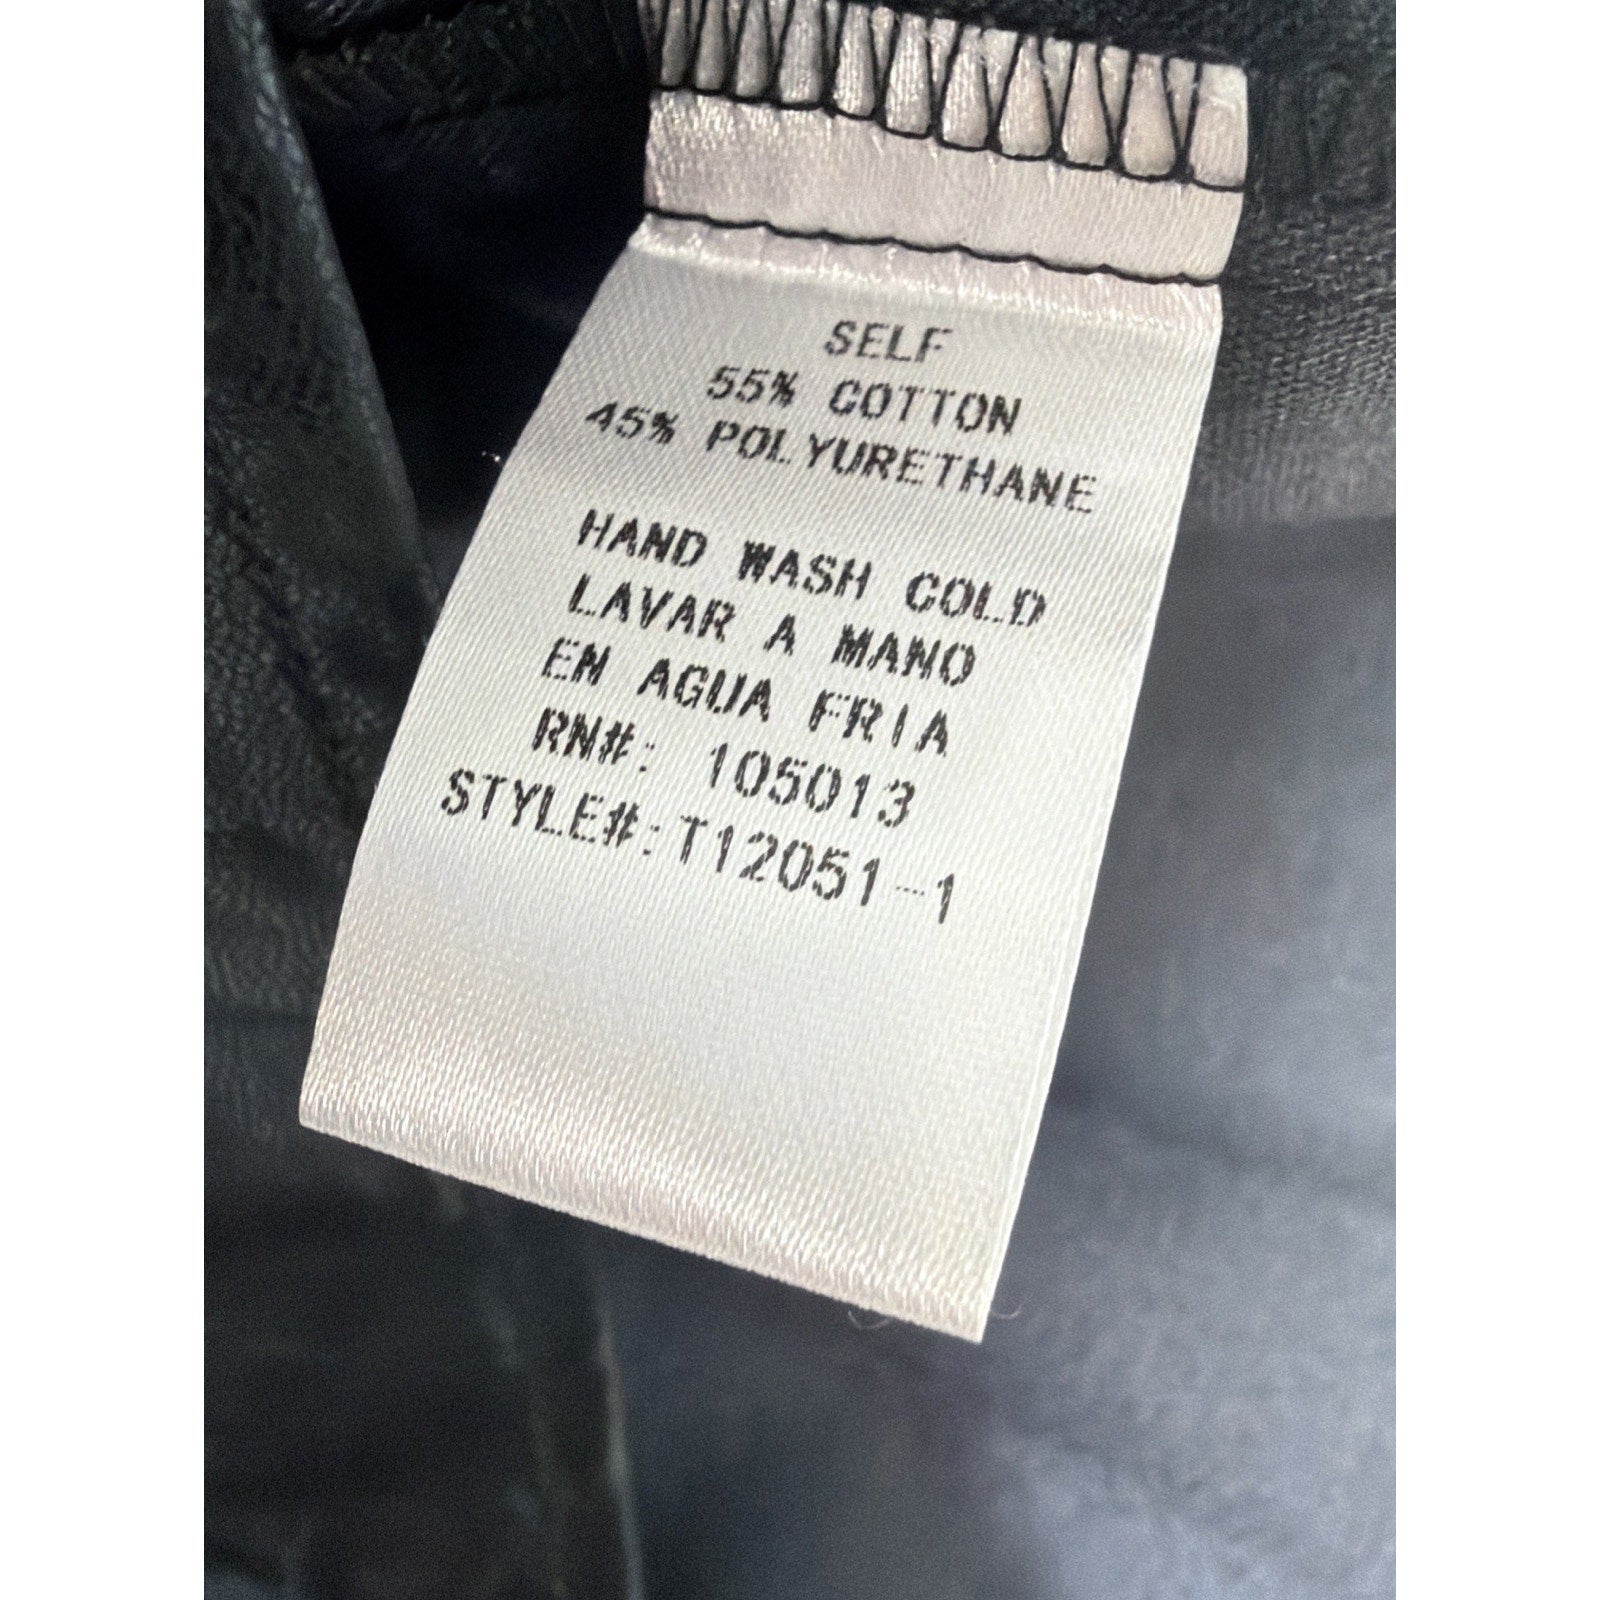 SELF
55% COTTON
45% POLYURETHANE
HAND WASH COLD
LAVAR A MANO
EN AGUA FRIA
RN#: 105013
STYLE#:T12051-1